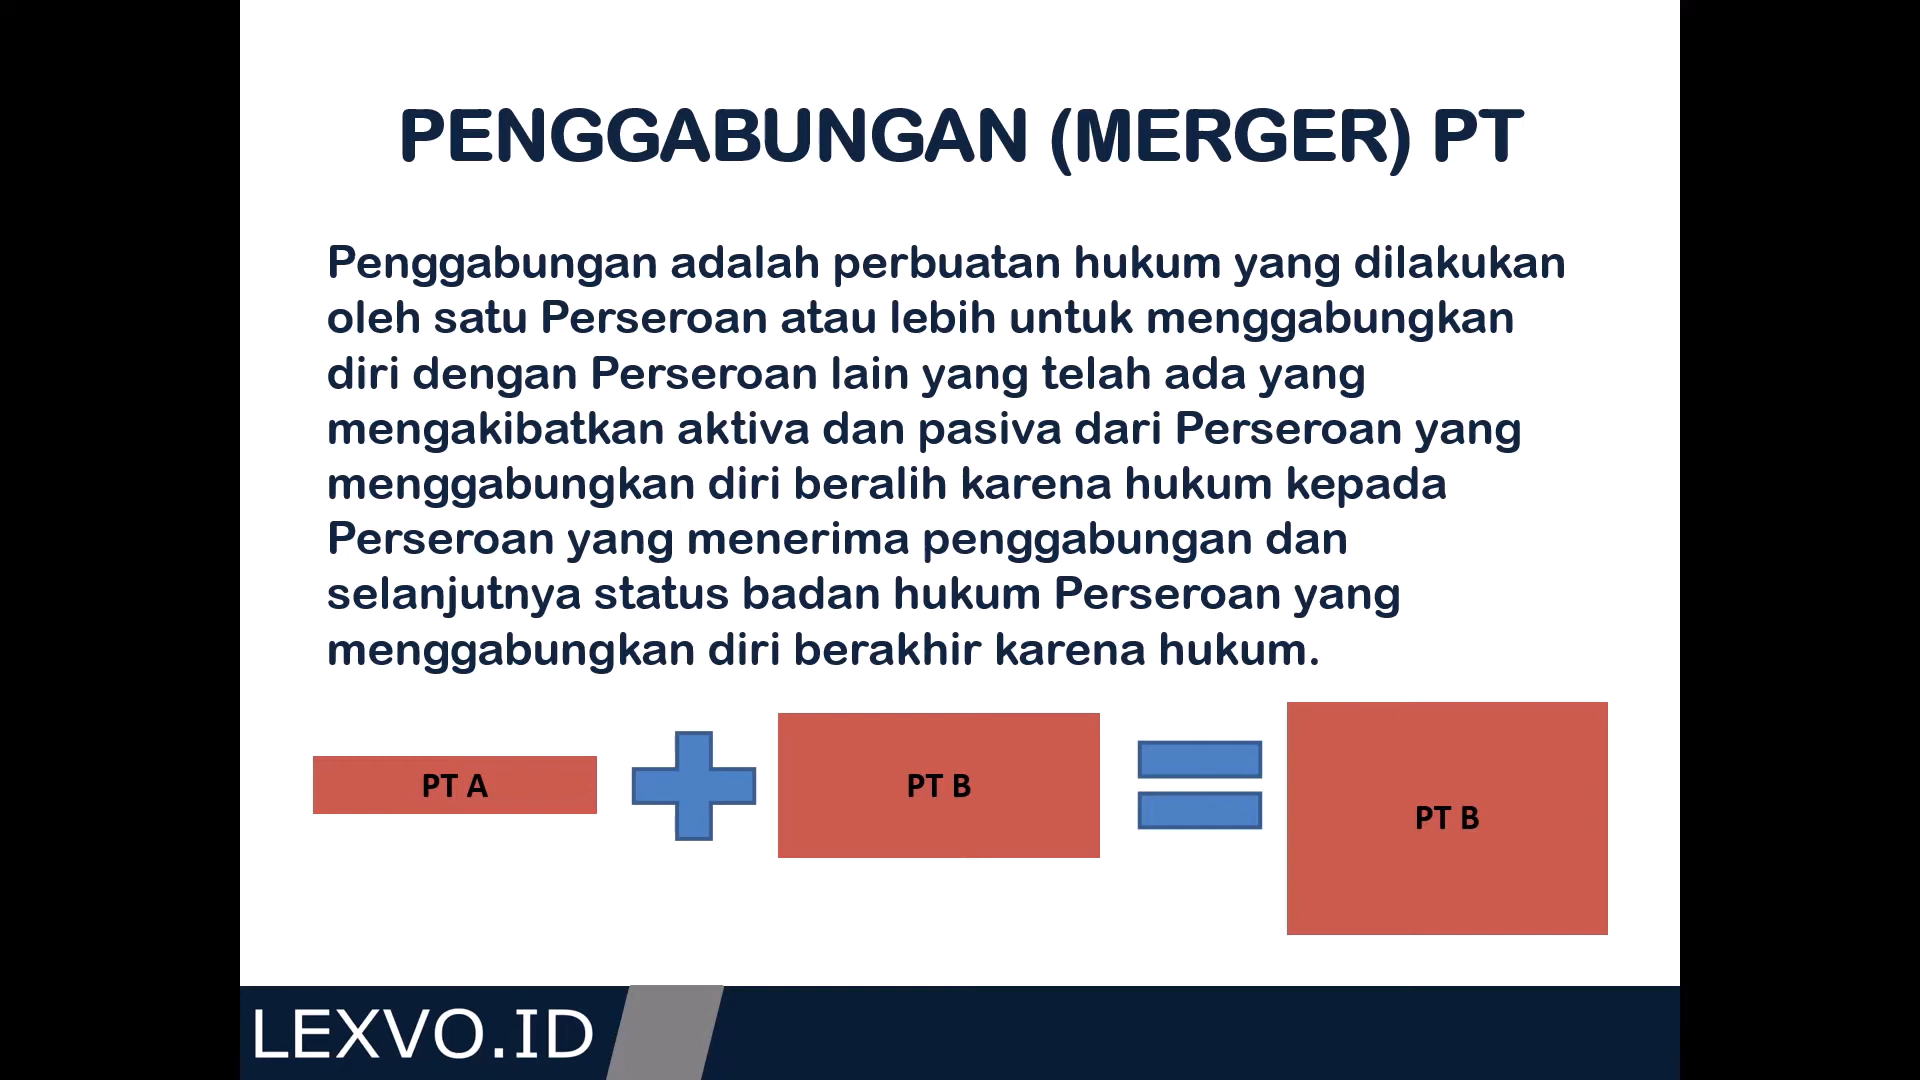 PENGGABUNGAN (MERGER) PT
Penggabungan adalah perbuatan hukum yang dilakukan
oleh satu Perseroan atau lebih untuk menggabungkan
diri dengan Perseroan lain yang telah ada yang
mengakibatkan aktiva dan pasiva dari Perseroan yang
menggabungkan diri beralih karena hukum kepada
Perseroan yang menerima penggabungan dan
selanjutnya status badan hukum Perseroan yang
menggabungkan diri berakhir karena hukum.
PT A
PT B
PT B
LEXVO.ID